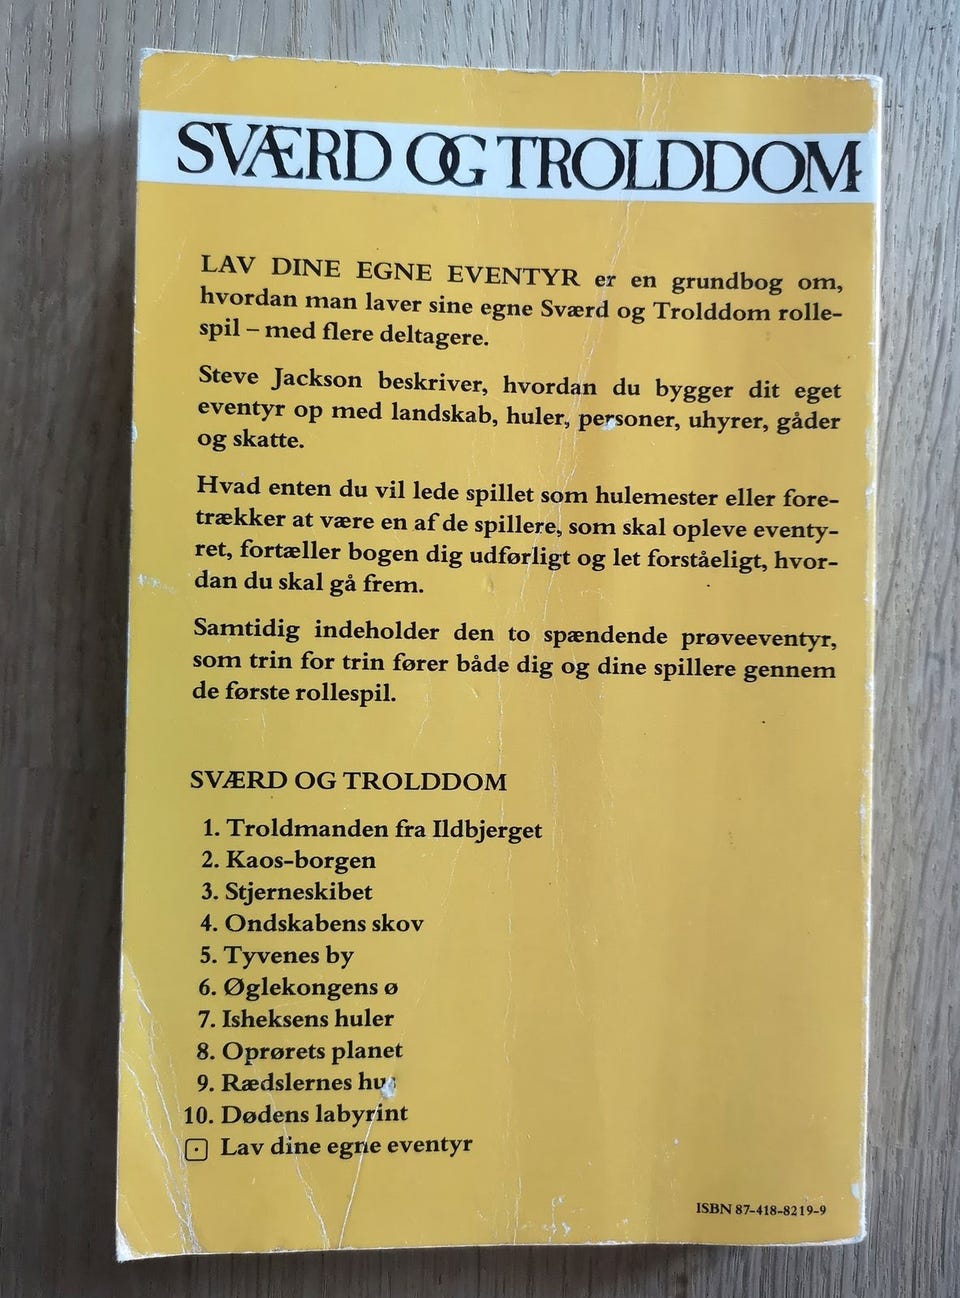 SVÆRD OG TROLDDOM
LAV DINE EGNE EVENTYR er en grundbog om,
hvordan man laver sine egne Sværd og Trolddom rolle-
spil – med flere deltagere.
Steve Jackson beskriver, hvordan du bygger dit eget
eventyr op med landskab, huler, personer, uhyrer, gåder
og skatte.
Hvad enten du vil lede spillet som hulemester eller fore-
trækker at være en af de spillere, som skal opleve eventy-
ret, fortæller bogen dig udførligt og let forståeligt, hvor-
dan du skal gå frem.
Samtidig indeholder den to spændende prøveeventyr,
som trin for trin fører både dig og dine spillere gennem
de første rollespil.
SVÆRD OG TROLDDOM
1. Troldmanden fra Ildbjerget
2. Kaos-borgen
3. Stjerneskibet
4. Ondskabens skov
5. Tyvenes by
6. Øglekongens ø
7. Isheksens huler
8. Oprørets planet
9. Rædslernes hus
10. Dødens labyrint
⚀ Lav dine egne eventyr
ISBN 87-418-8219-9